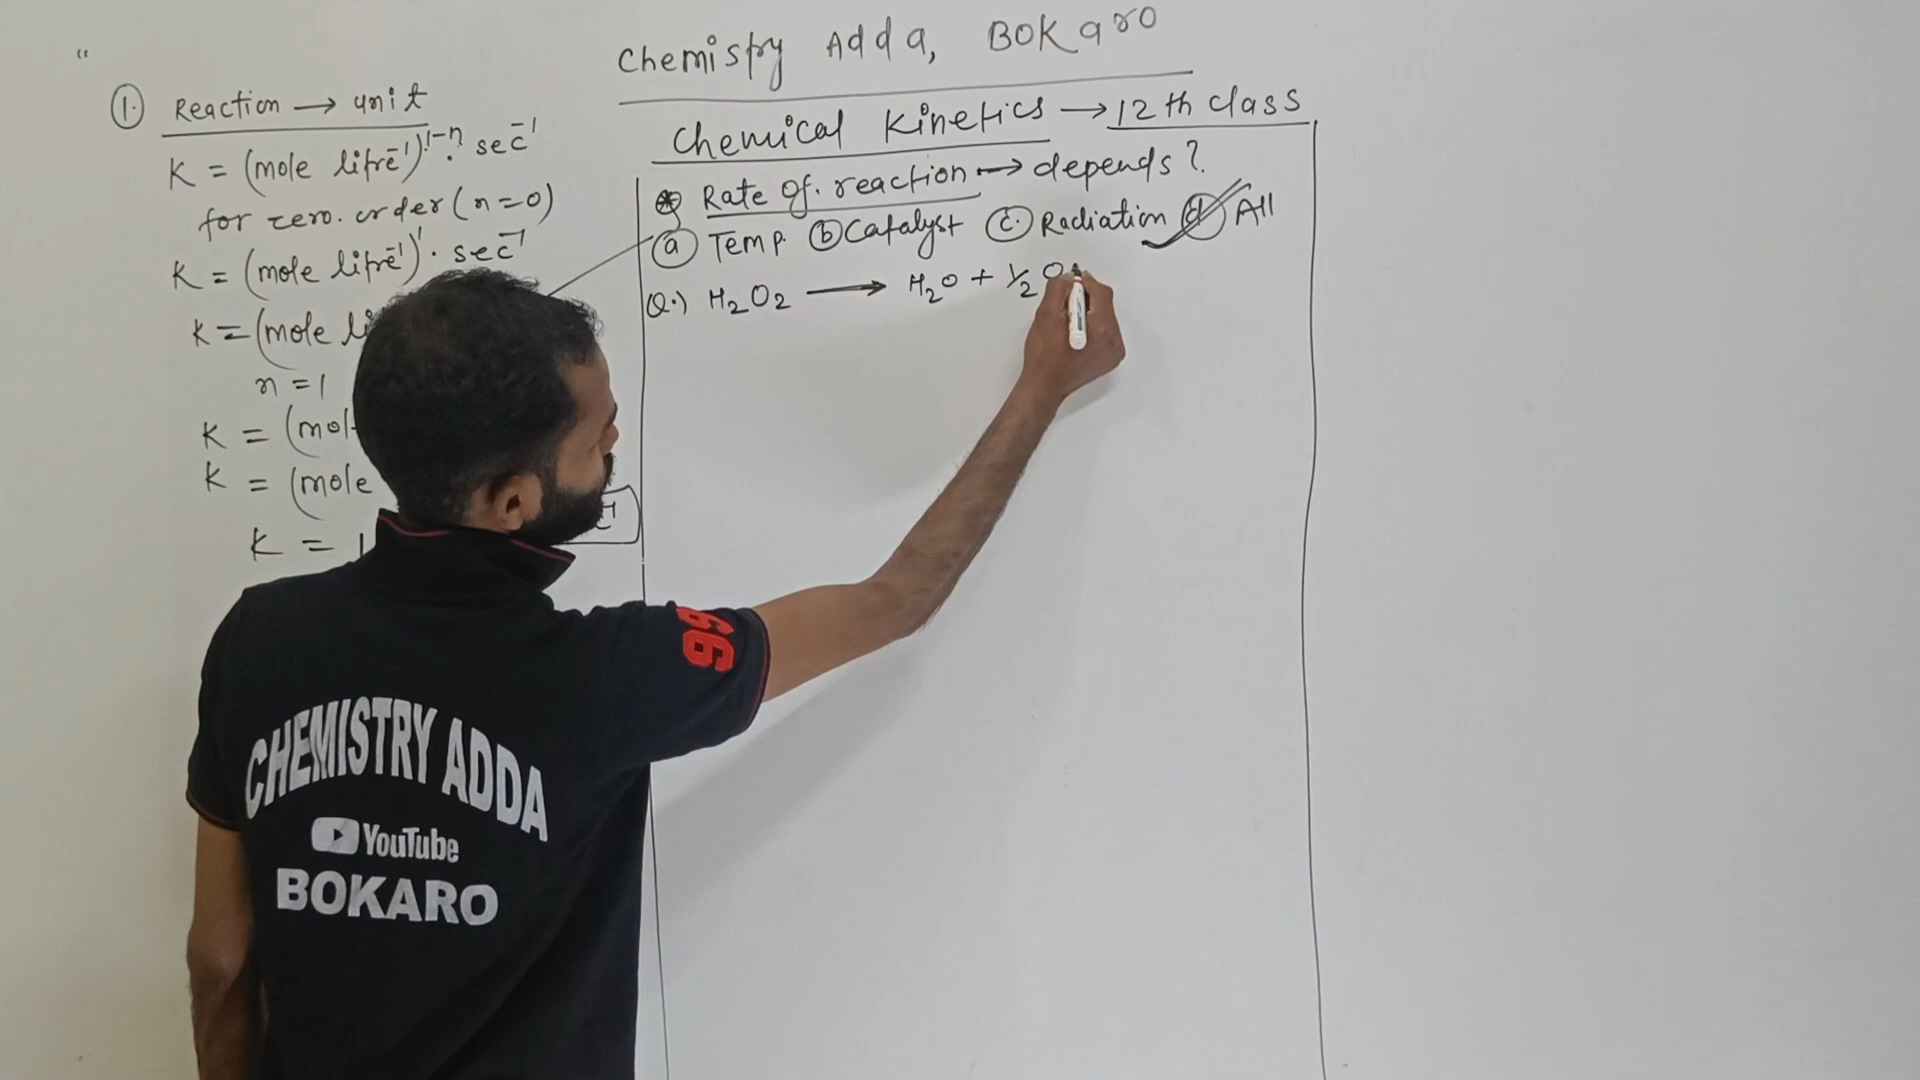 Chemistry Adda, BOKaro
① Reaction → unit
K = (mole litre⁻¹)¹⁻ⁿ. sec⁻¹
for zero. order (n=0)
K = (mole litre⁻¹)¹. sec⁻¹
K = (mole
n = 1
K =
K = (mole
K =
Chemical Kinetics → 12th class
Rate of. reaction → depends?
ⓐ Temp. ⓑ Catalyst ⓒ Radiation ⓓ All
Q.) H₂O₂ ⟶ H₂O + ½ O
99
CHEMISTRY ADDA
YouTube
BOKARO